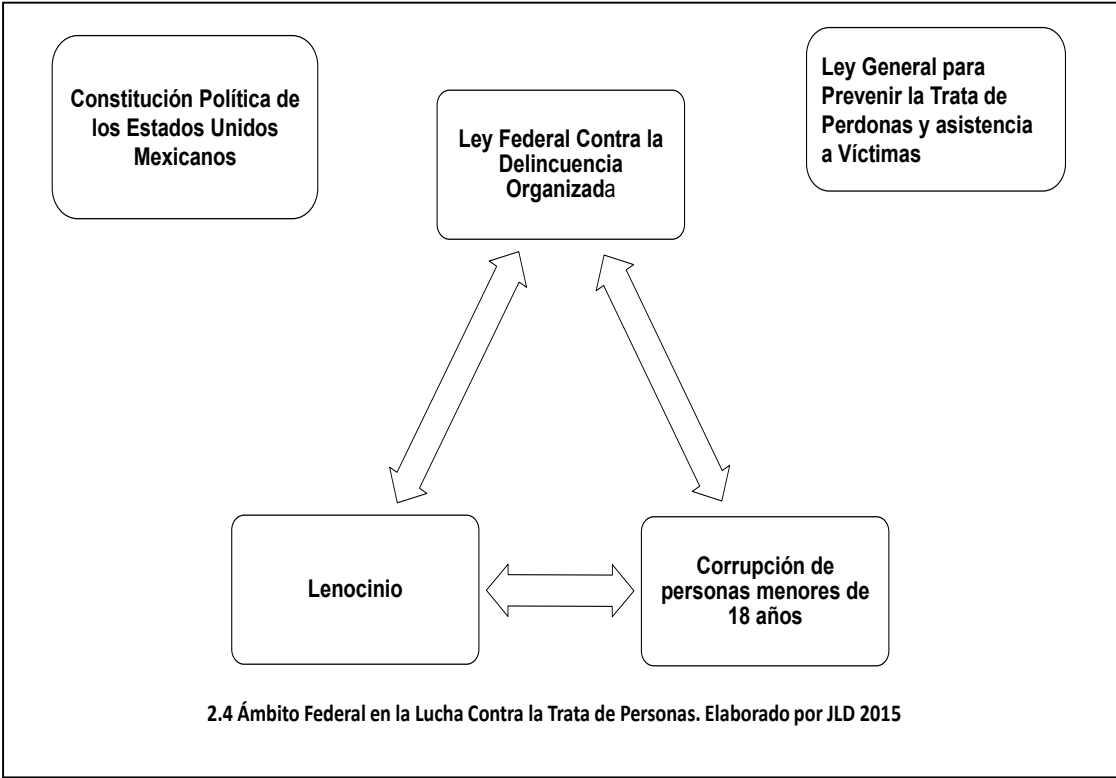 Constitución Política de
los Estados Unidos
Mexicanos
Ley Federal Contra la
Delincuencia
Organizada
Ley General para
Prevenir la Trata de
Perdonas y asistencia
a Víctimas
Lenocinio
Corrupción de
personas menores de
18 años
2.4 Ámbito Federal en la Lucha Contra la Trata de Personas. Elaborado por JLD 2015